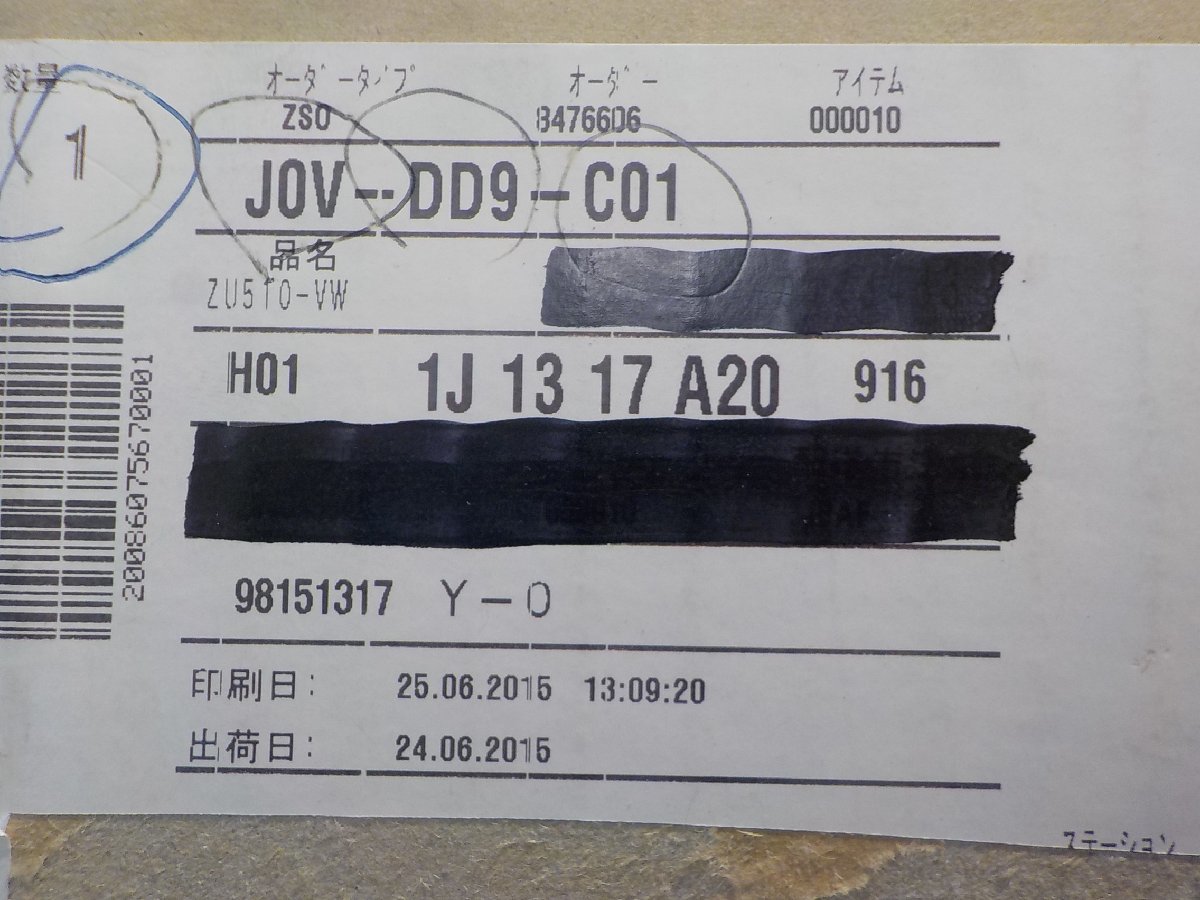 数量 オーダータイプ オーダー アイテム
1 ZSO 8476606 000010
J0V--DD9-C01
品名
ZU5TO-VW
H01 1J 13 17 A20 916
20086075670001
98151317 Y-0
印刷日: 25.06.2015 13:09:20
出荷日: 24.06.2015
ステーション